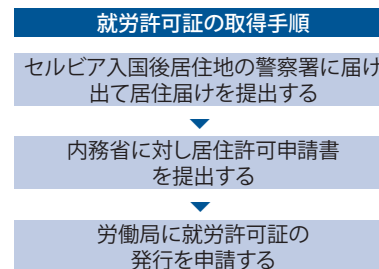 就労許可証の取得手順
セルビア入国後居住地の警察署に届け
出て居住届けを提出する
内務省に対し居住許可申請書
を提出する
労働局に就労許可証の
発行を申請する